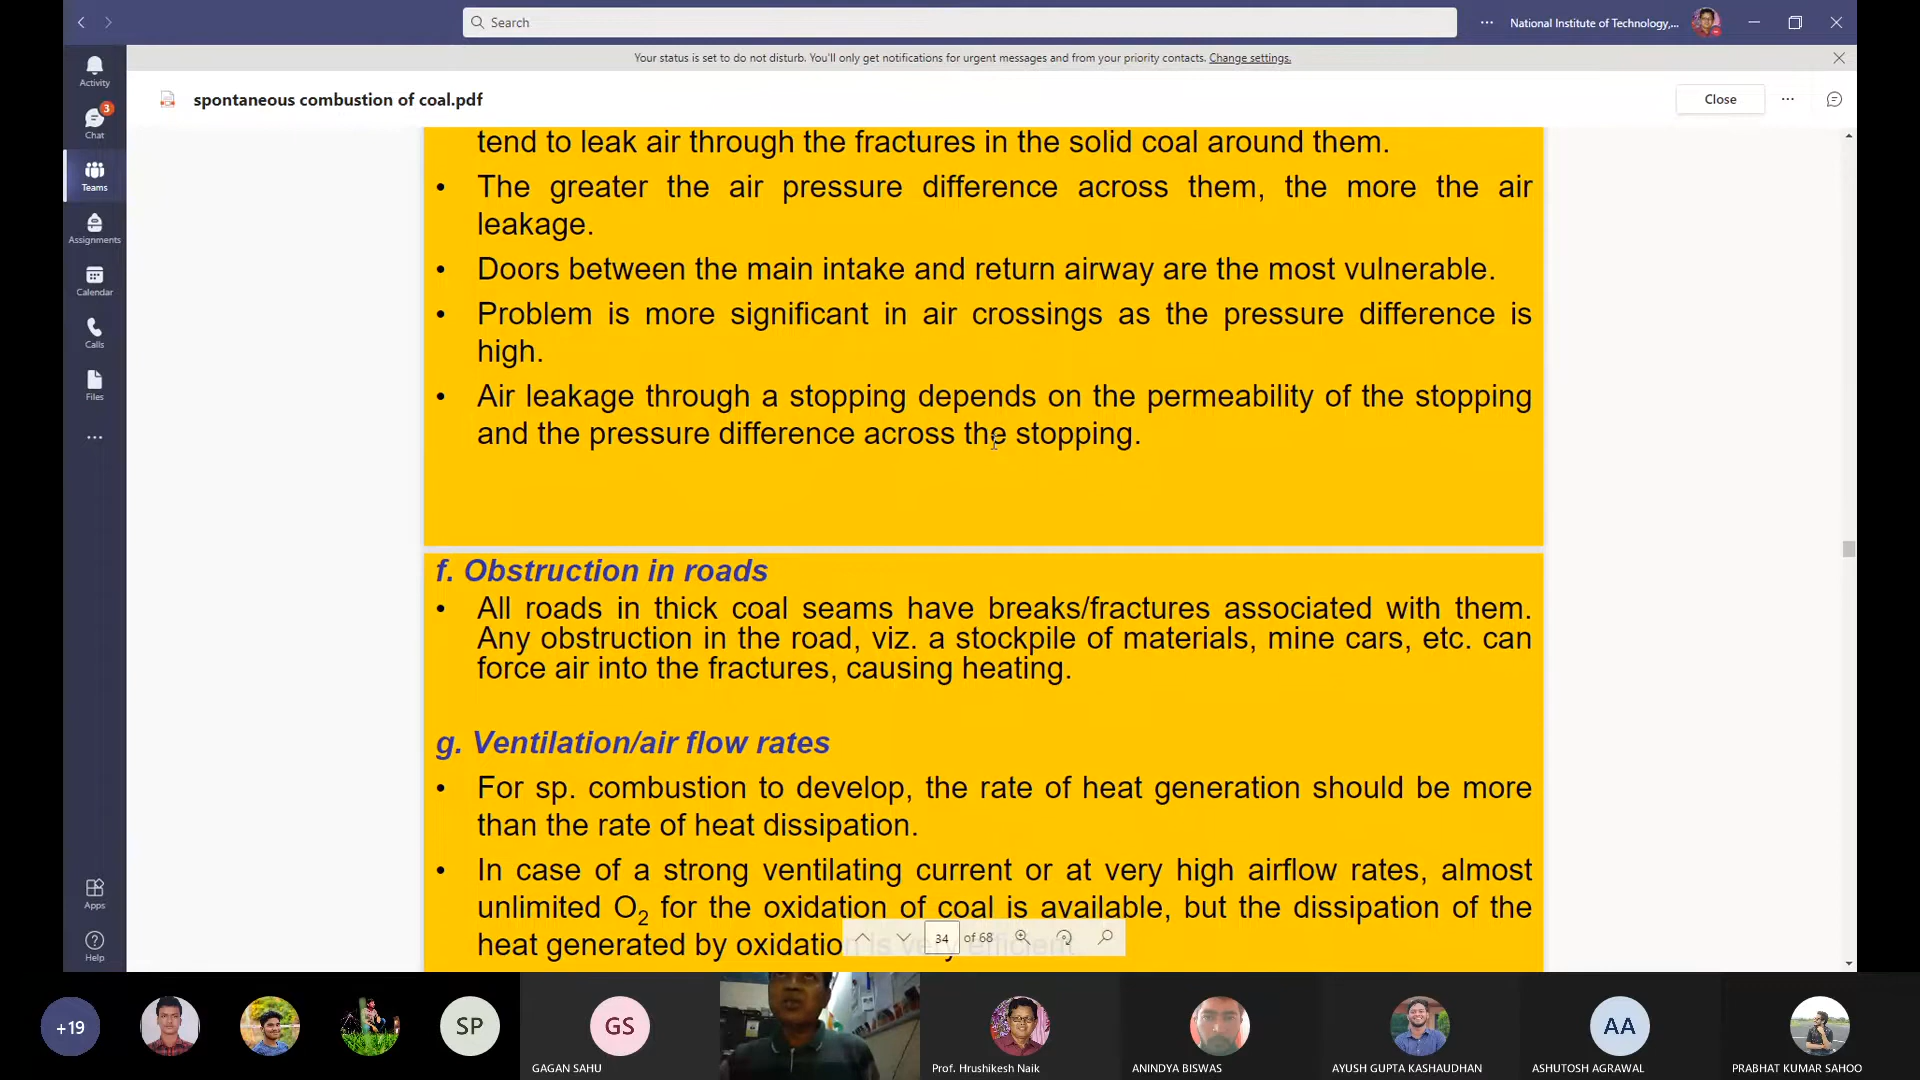 Search
National Institute of Technology,...
Your status is set to do not disturb. You'll only get notifications for urgent messages and from your priority contacts. Change settings.
Activity
3
Chat
Teams
Assignments
Calendar
Calls
Files
Apps
Help
spontaneous combustion of coal.pdf
Close
tend to leak air through the fractures in the solid coal around them.
• The greater the air pressure difference across them, the more the air
leakage.
• Doors between the main intake and return airway are the most vulnerable.
• Problem is more significant in air crossings as the pressure difference is
high.
• Air leakage through a stopping depends on the permeability of the stopping
and the pressure difference across the stopping.
f. Obstruction in roads
• All roads in thick coal seams have breaks/fractures associated with them.
Any obstruction in the road, viz. a stockpile of materials, mine cars, etc. can
force air into the fractures, causing heating.
g. Ventilation/air flow rates
• For sp. combustion to develop, the rate of heat generation should be more
than the rate of heat dissipation.
• In case of a strong ventilating current or at very high airflow rates, almost
unlimited O2 for the oxidation of coal is available, but the dissipation of the
heat generated by oxidation is very efficient.
34 of 68
+19
SP
GS
GAGAN SAHU
Prof. Hrushikesh Naik
ANINDYA BISWAS
AYUSH GUPTA KASHAUDHAN
AA
ASHUTOSH AGRAWAL
PRABHAT KUMAR SAHOO